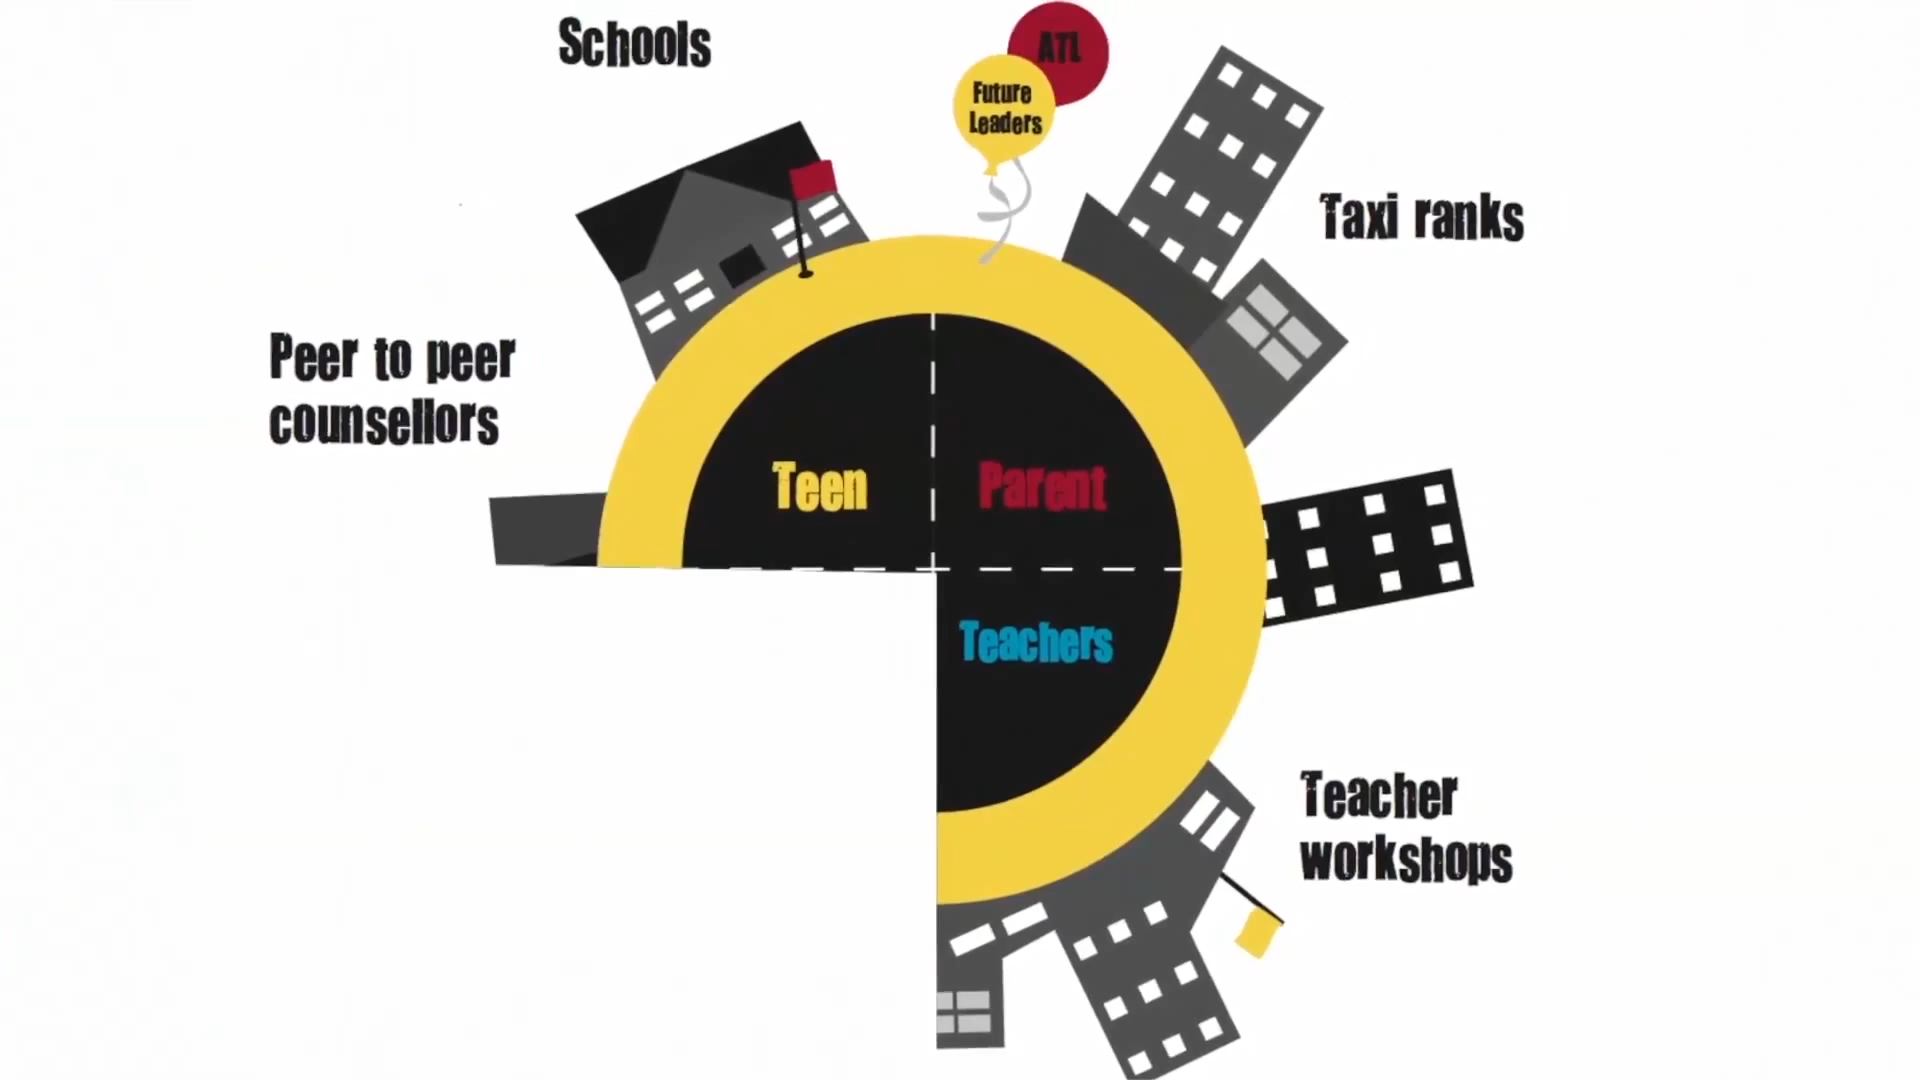 Schools
ATL
Future
Leaders
Taxi ranks
Peer to peer
counsellors
Teen
Parent
Teachers
Teacher
workshops